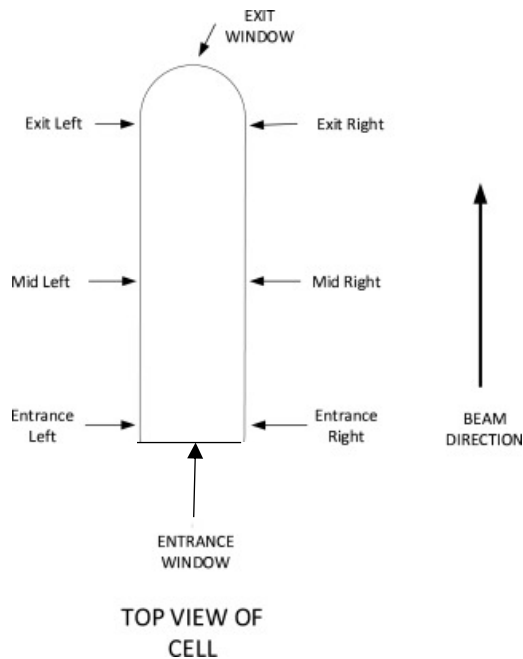 EXIT
WINDOW
Exit Left
Exit Right
Mid Left
Mid Right
Entrance
Left
Entrance
Right
BEAM
DIRECTION
ENTRANCE
WINDOW
TOP VIEW OF
CELL